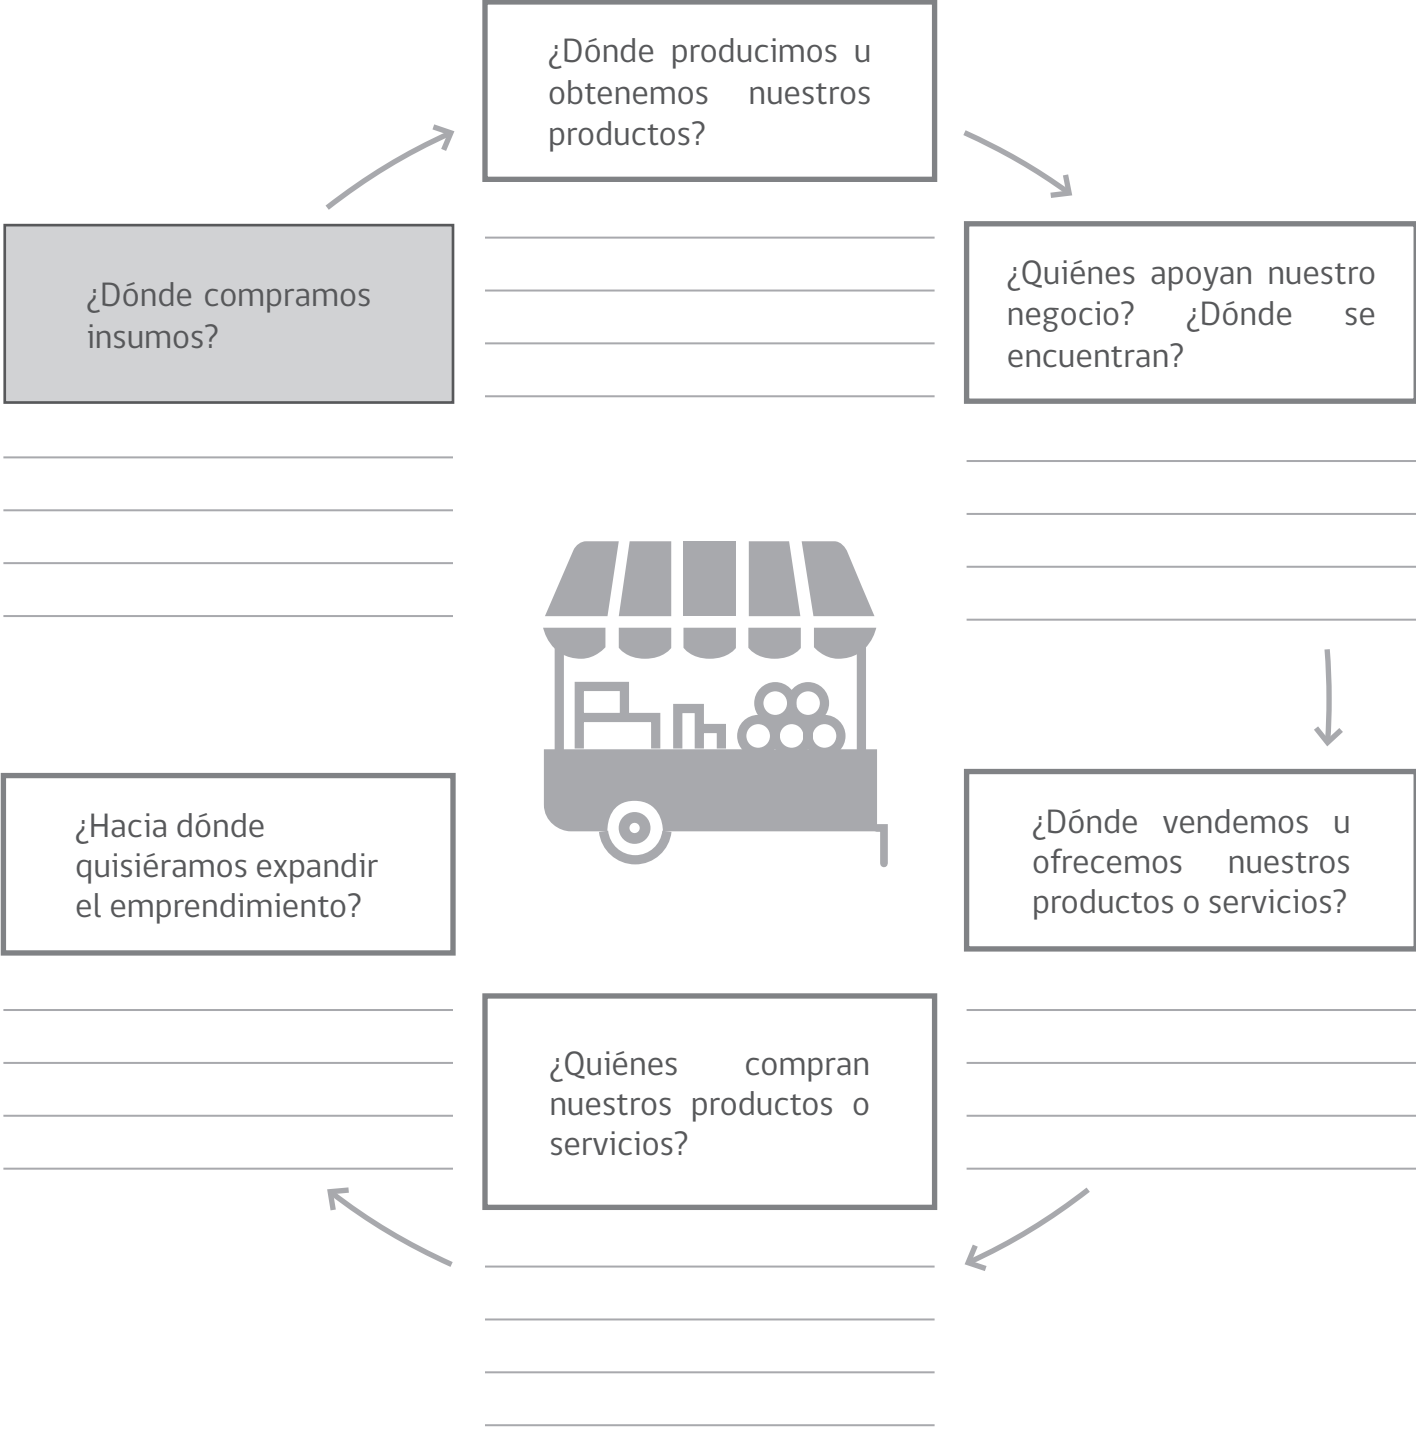 ¿Dónde compramos
insumos?
¿Dónde producimos u
obtenemos nuestros
productos?
¿Quiénes apoyan nuestro
negocio? ¿Dónde se
encuentran?
¿Dónde vendemos u
ofrecemos nuestros
productos o servicios?
¿Quiénes compran
nuestros productos o
servicios?
¿Hacia dónde
quisiéramos expandir
el emprendimiento?